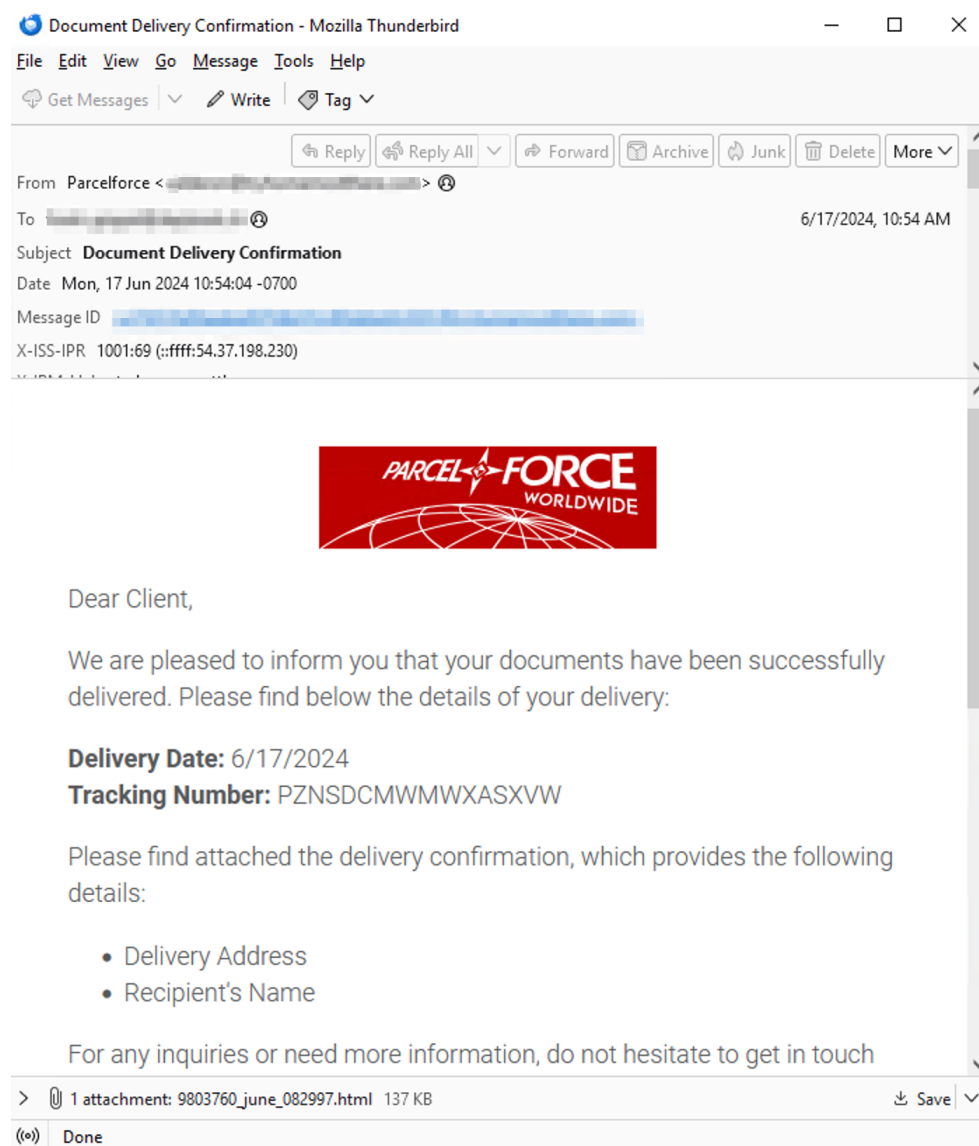 Document Delivery Confirmation - Mozilla Thunderbird
File Edit View Go Message Tools Help
Get Messages Write Tag
Reply Reply All Forward Archive Junk Delete More
From Parcelforce < >
To 6/17/2024, 10:54 AM
Subject Document Delivery Confirmation
Date Mon, 17 Jun 2024 10:54:04 -0700
Message ID
X-ISS-IPR 1001:69 (::ffff:54.37.198.230)
PARCEL FORCE
WORLDWIDE
Dear Client,
We are pleased to inform you that your documents have been successfully
delivered. Please find below the details of your delivery:
Delivery Date: 6/17/2024
Tracking Number: PZNSDCMWMWXASXVW
Please find attached the delivery confirmation, which provides the following
details:
• Delivery Address
• Recipient's Name
For any inquiries or need more information, do not hesitate to get in touch
1 attachment: 9803760_june_082997.html 137 KB Save
Done